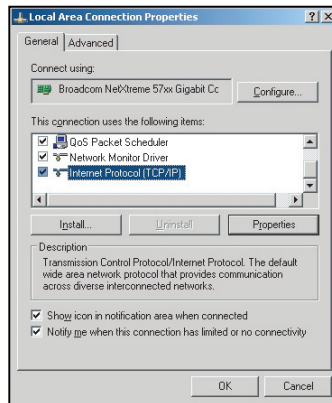 Local Area Connection Properties
General Advanced
Connect using:
Broadcom NetXtreme 57xx Gigabit Cc
Configure...
This connection uses the following items:
QoS Packet Scheduler
Network Monitor Driver
Internet Protocol (TCP/IP)
Install... Uninstall Properties
Description
Transmission Control Protocol/Internet Protocol. The default
wide area network protocol that provides communication
across diverse interconnected networks.
Show icon in notification area when connected
Notify me when this connection has limited or no connectivity
OK Cancel